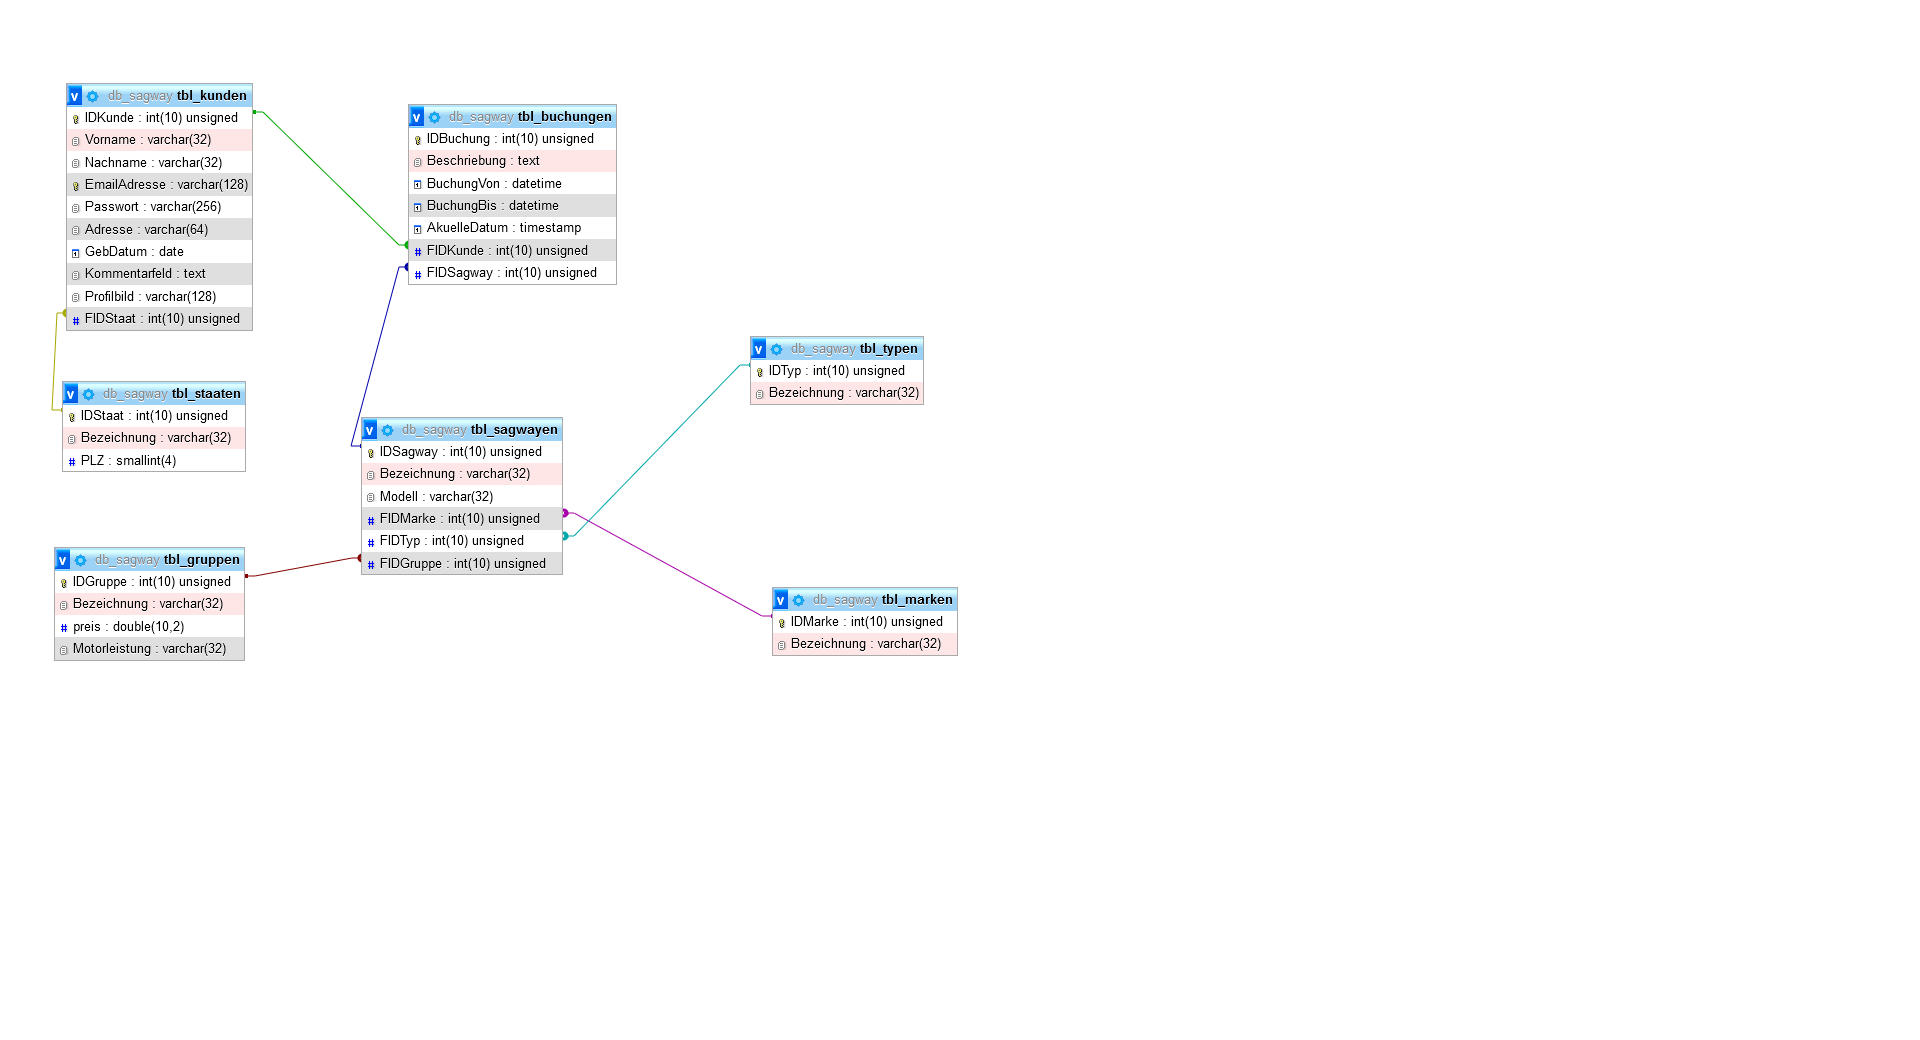 v db_sagway tbl_kunden
IDKunde : int(10) unsigned
Vorname : varchar(32)
Nachname : varchar(32)
EmailAdresse : varchar(128)
Passwort : varchar(256)
Adresse : varchar(64)
GebDatum : date
Kommentarfeld : text
Profilbild : varchar(128)
# FIDStaat : int(10) unsigned
v db_sagway tbl_buchungen
IDBuchung : int(10) unsigned
Beschriebung : text
BuchungVon : datetime
BuchungBis : datetime
AkuelleDatum : timestamp
# FIDKunde : int(10) unsigned
# FIDSagway : int(10) unsigned
v db_sagway tbl_typen
IDTyp : int(10) unsigned
Bezeichnung : varchar(32)
v db_sagway tbl_staaten
IDStaat : int(10) unsigned
Bezeichnung : varchar(32)
# PLZ : smallint(4)
v db_sagway tbl_sagwayen
IDSagway : int(10) unsigned
Bezeichnung : varchar(32)
Modell : varchar(32)
# FIDMarke : int(10) unsigned
# FIDTyp : int(10) unsigned
# FIDGruppe : int(10) unsigned
v db_sagway tbl_gruppen
IDGruppe : int(10) unsigned
Bezeichnung : varchar(32)
# preis : double(10,2)
Motorleistung : varchar(32)
v db_sagway tbl_marken
IDMarke : int(10) unsigned
Bezeichnung : varchar(32)